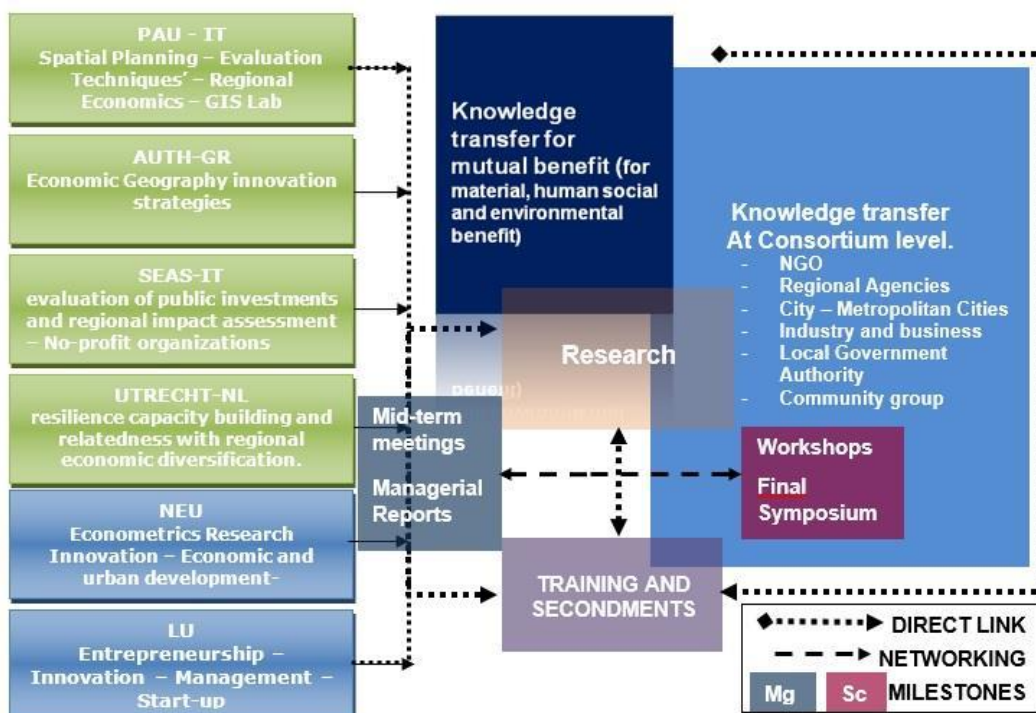 PAU - IT
Spatial Planning – Evaluation
Techniques’ – Regional
Economics – GIS Lab
AUTH-GR
Economic Geography innovation
strategies
SEAS-IT
evaluation of public investments
and regional impact assessment
– No-profit organizations
UTRECHT-NL
resilience capacity building and
relatedness with regional
economic diversification.
NEU
Econometrics Research
Innovation – Economic and
urban development-
LU
Entrepreneurship –
Innovation – Management –
Start-up
Knowledge
transfer for
mutual benefit (for
material, human social
and environmental
benefit)
Research
Mid-term
meetings
Managerial
Reports
TRAINING AND
SECONDMENTS
Knowledge transfer
At Consortium level.
- NGO
- Regional Agencies
- City – Metropolitan Cities
- Industry and business
- Local Government
Authority
- Community group
Workshops
Final
Symposium
DIRECT LINK
NETWORKING
Mg Sc MILESTONES